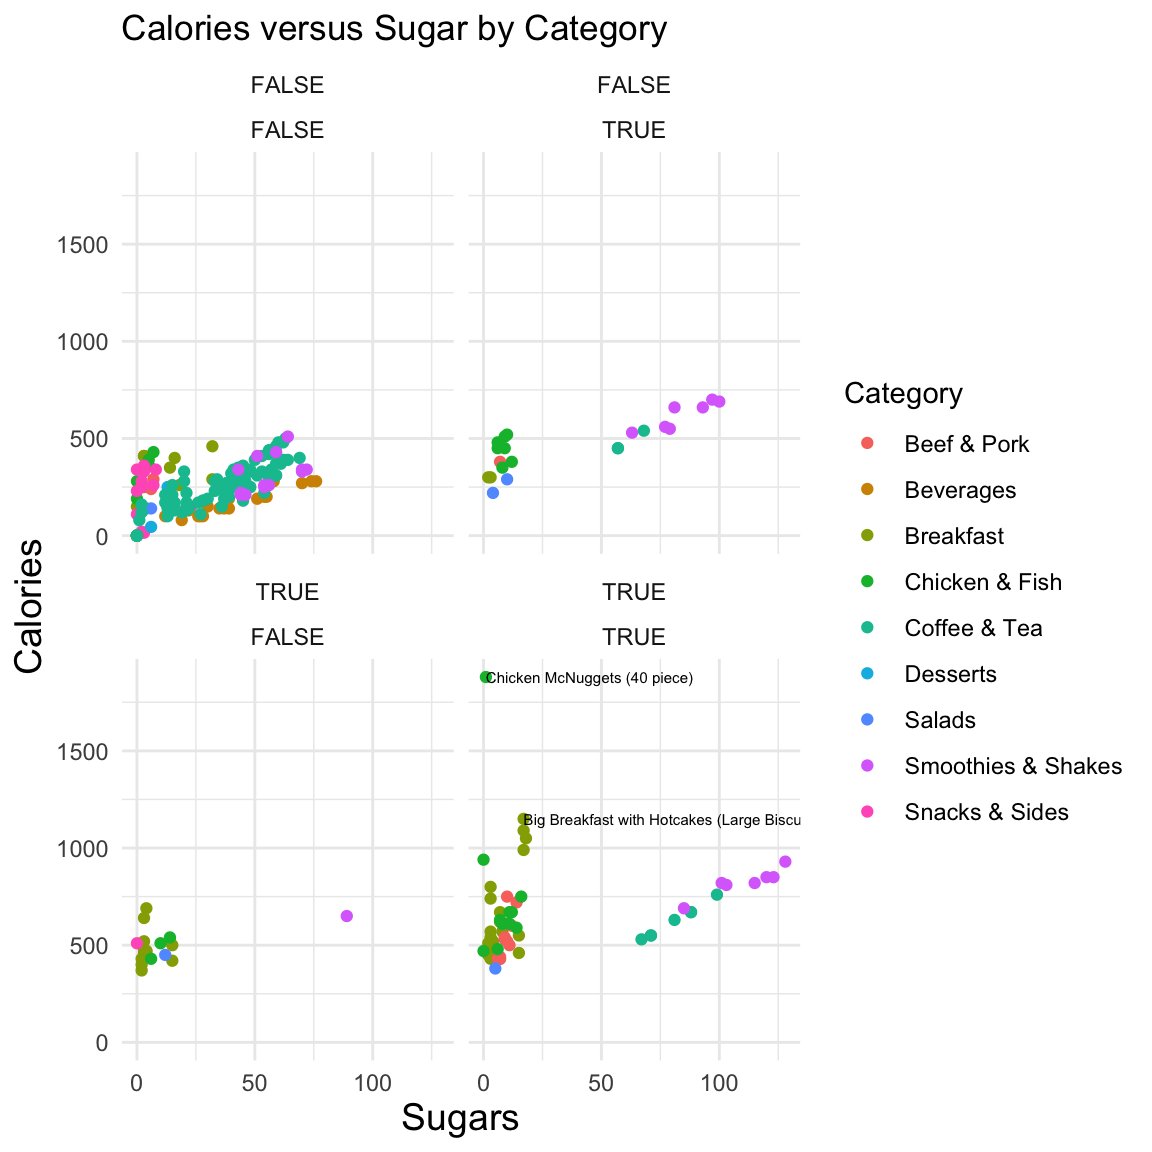 Calories versus Sugar by Category
FALSE
FALSE
FALSE
TRUE
1500
1000
500
0
TRUE
FALSE
TRUE
TRUE
Chicken McNuggets (40 piece)
Big Breakfast with Hotcakes (Large Biscu
1500
1000
500
0
0
50
100
0
50
100
Sugars
Calories
Category
Beef & Pork
Beverages
Breakfast
Chicken & Fish
Coffee & Tea
Desserts
Salads
Smoothies & Shakes
Snacks & Sides